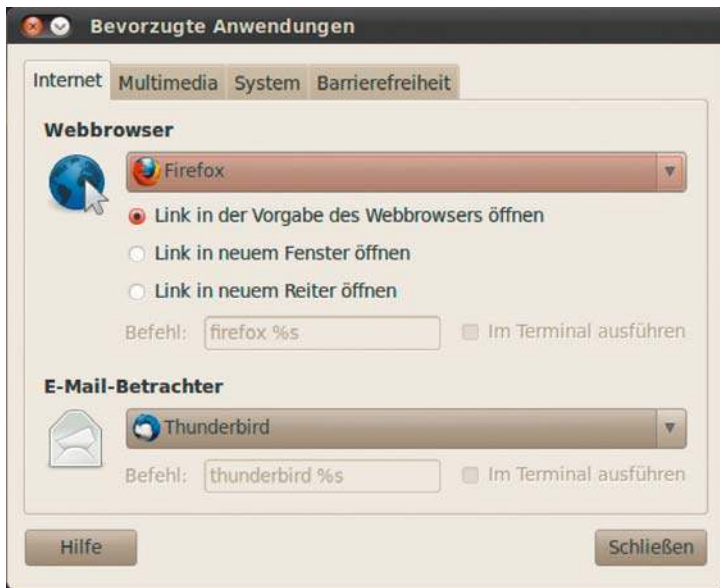 Bevorzugte Anwendungen
Internet Multimedia System Barrierefreiheit
Webbrowser
Firefox
Link in der Vorgabe des Webbrowsers öffnen
Link in neuem Fenster öffnen
Link in neuem Reiter öffnen
Befehl: firefox %s Im Terminal ausführen
E-Mail-Betrachter
Thunderbird
Befehl: thunderbird %s Im Terminal ausführen
Hilfe Schließen